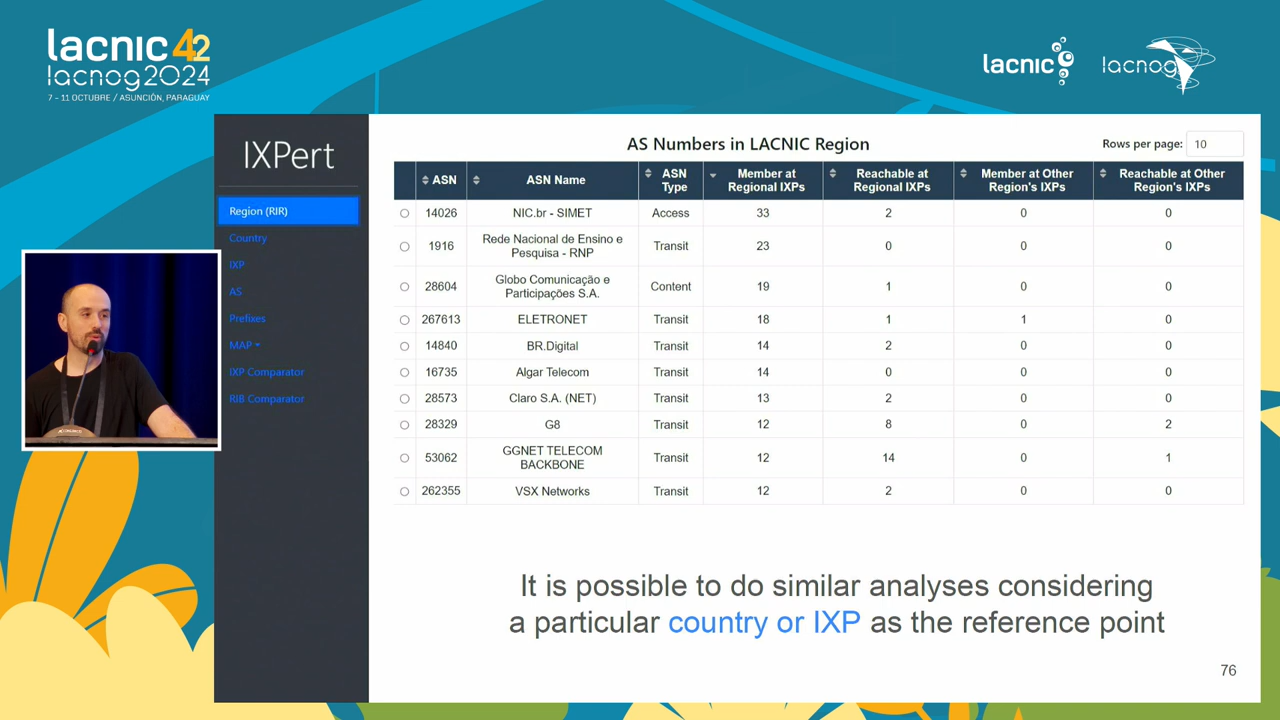 lacnic 42
lacnog2024
7 - 11 OCTUBRE / ASUNCIÓN, PARAGUAY
lacnic
lacnog
IXPert
Region (RIR)
Country
IXP
AS
Prefixes
MAP
IXP Comparator
RIB Comparator
AS Numbers in LACNIC Region
Rows per page: 10
ASN | ASN Name | ASN Type | Member at Regional IXPs | Reachable at Regional IXPs | Member at Other Region's IXPs | Reachable at Other Region's IXPs
14026 | NIC.br - SIMET | Access | 33 | 2 | 0 | 0
1916 | Rede Nacional de Ensino e Pesquisa - RNP | Transit | 23 | 0 | 0 | 0
28604 | Globo Comunicação e Participações S.A. | Content | 19 | 1 | 0 | 0
267613 | ELETRONET | Transit | 18 | 1 | 1 | 0
14840 | BR.Digital | Transit | 14 | 2 | 0 | 0
16735 | Algar Telecom | Transit | 14 | 0 | 0 | 0
28573 | Claro S.A. (NET) | Transit | 13 | 2 | 0 | 0
28329 | G8 | Transit | 12 | 8 | 0 | 2
53062 | GGNET TELECOM BACKBONE | Transit | 12 | 14 | 0 | 1
262355 | VSX Networks | Transit | 12 | 2 | 0 | 0
It is possible to do similar analyses considering
a particular country or IXP as the reference point
76